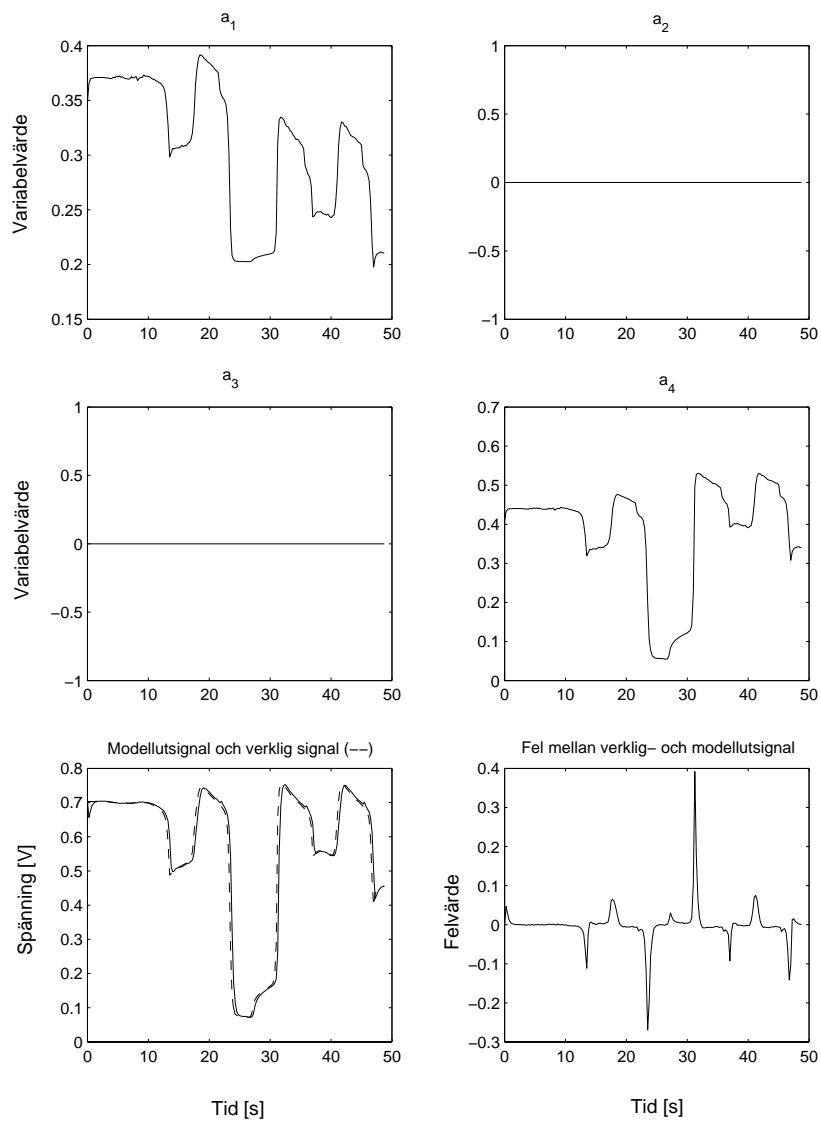 a1
a2
0.4
0.35
0.3
0.25
0.2
0.15
Variabelvärde
0 10 20 30 40 50
1
0.5
0
−0.5
−1
0 10 20 30 40 50
a3
a4
1
0.5
0
−0.5
−1
Variabelvärde
0 10 20 30 40 50
0.7
0.6
0.5
0.4
0.3
0.2
0.1
0
0 10 20 30 40 50
Modellutsignal och verklig signal (−−)
Fel mellan verklig− och modellutsignal
0.8
0.7
0.6
0.5
0.4
0.3
0.2
0.1
0
Spänning [V]
0 10 20 30 40 50
Tid [s]
0.4
0.3
0.2
0.1
0
−0.1
−0.2
−0.3
Felvärde
0 10 20 30 40 50
Tid [s]